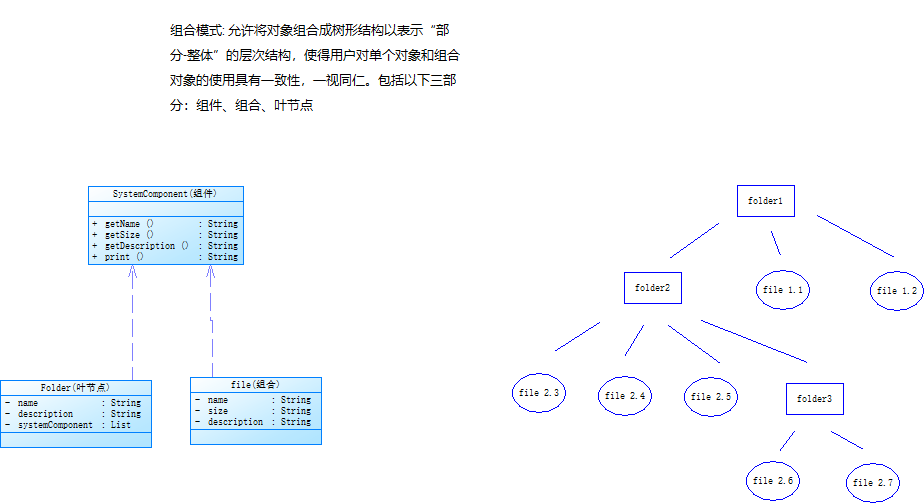 组合模式: 允许将对象组合成树形结构以表示“部
分-整体”的层次结构，使得用户对单个对象和组合
对象的使用具有一致性，一视同仁。包括以下三部
分：组件、组合、叶节点
SystemComponent(组件)
+ getName () : String
+ getSize () : String
+ getDescription () : String
+ print () : String
Folder(叶节点)
- name : String
- description : String
- systemComponent : List
file(组合)
- name : String
- size : String
- description : String
folder1
folder2
file 1.1
file 1.2
file 2.3
file 2.4
file 2.5
folder3
file 2.6
file 2.7